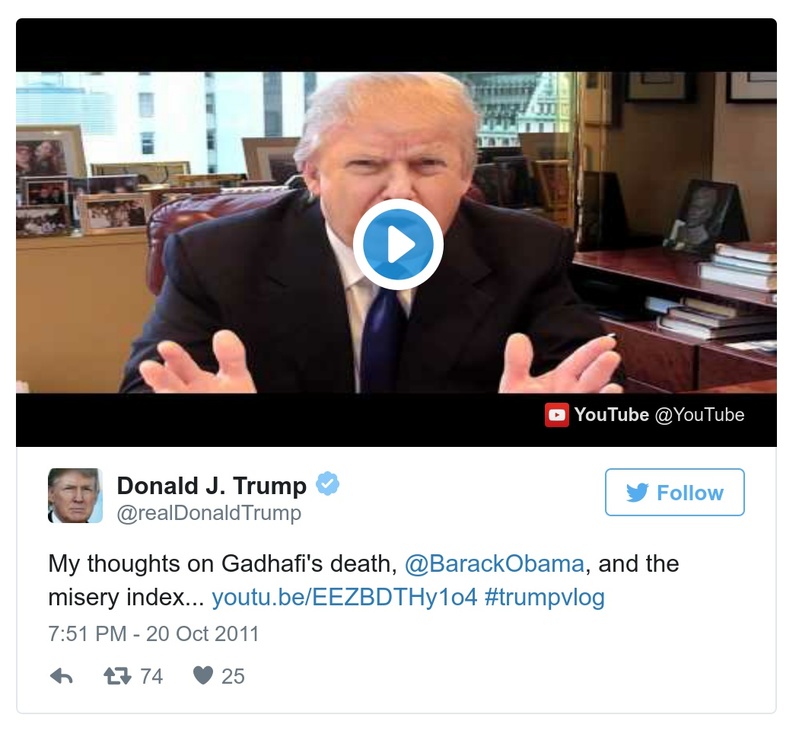 YouTube @YouTube
Donald J. Trump
@realDonaldTrump
Follow
My thoughts on Gadhafi's death, @BarackObama, and the
misery index... youtu.be/EEZBDTHy1o4 #trumpvlog
7:51 PM - 20 Oct 2011
74 25